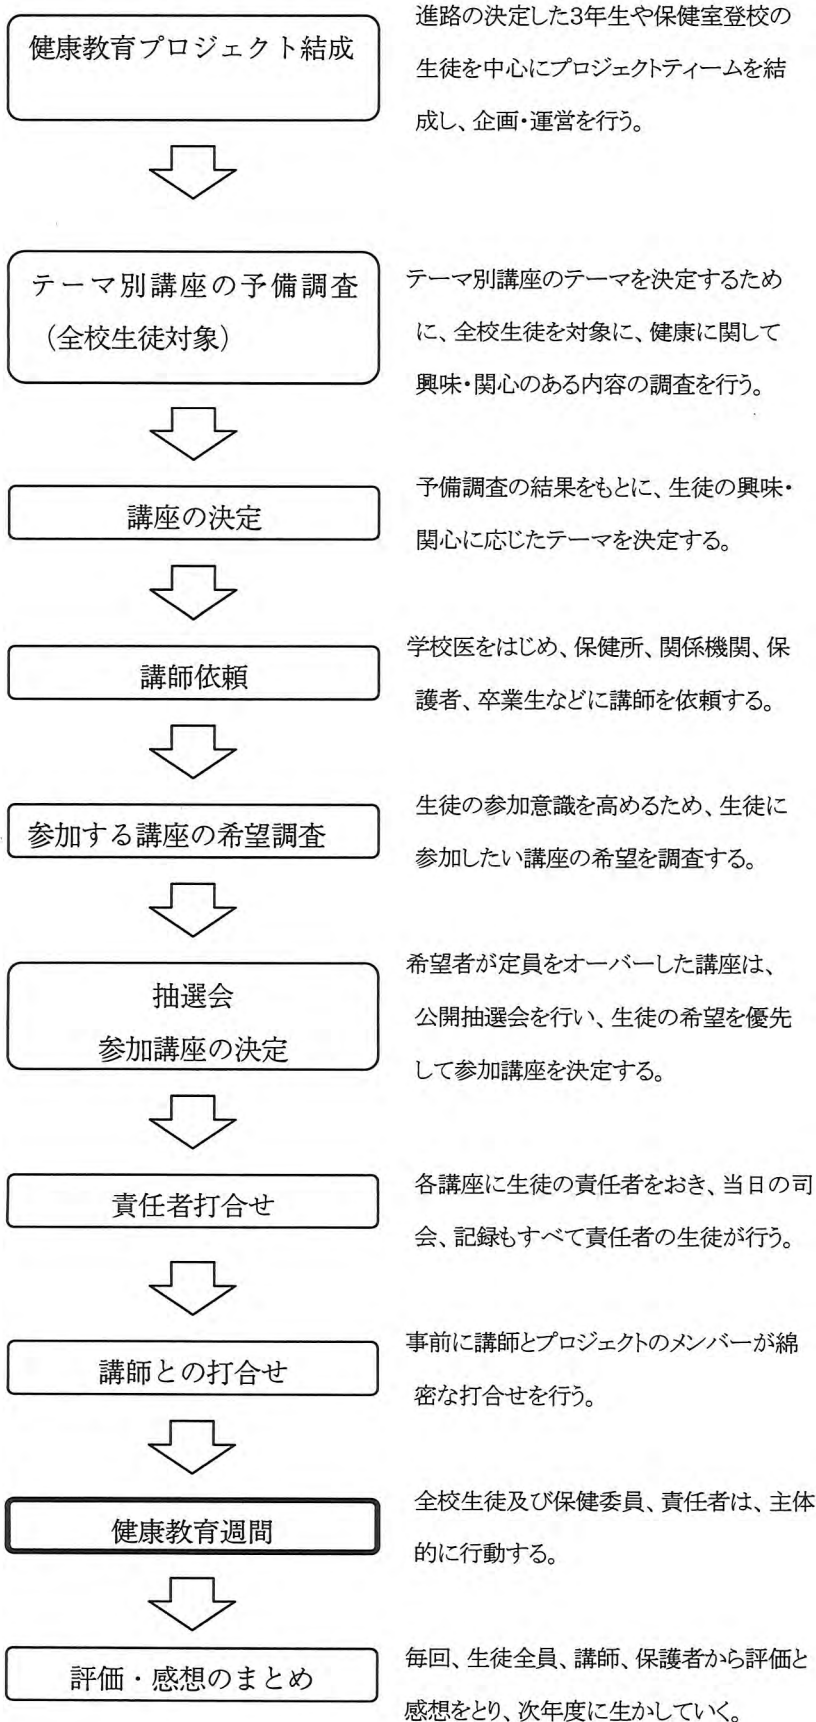 健康教育プロジェクト結成
進路の決定した3年生や保健室登校の
生徒を中心にプロジェクトティームを結
成し、企画・運営を行う。
テーマ別講座の予備調査
（全校生徒対象）
テーマ別講座のテーマを決定するため
に、全校生徒を対象に、健康に関して
興味・関心のある内容の調査を行う。
講座の決定
予備調査の結果をもとに、生徒の興味・
関心に応じたテーマを決定する。
講師依頼
学校医をはじめ、保健所、関係機関、保
護者、卒業生などに講師を依頼する。
参加する講座の希望調査
生徒の参加意識を高めるため、生徒に
参加したい講座の希望を調査する。
抽選会
参加講座の決定
希望者が定員をオーバーした講座は、
公開抽選会を行い、生徒の希望を優先
して参加講座を決定する。
責任者打合せ
各講座に生徒の責任者をおき、当日の司
会、記録もすべて責任者の生徒が行う。
講師との打合せ
事前に講師とプロジェクトのメンバーが綿
密な打合せを行う。
健康教育週間
全校生徒及び保健委員、責任者は、主体
的に行動する。
評価・感想のまとめ
毎回、生徒全員、講師、保護者から評価と
感想をとり、次年度に生かしていく。